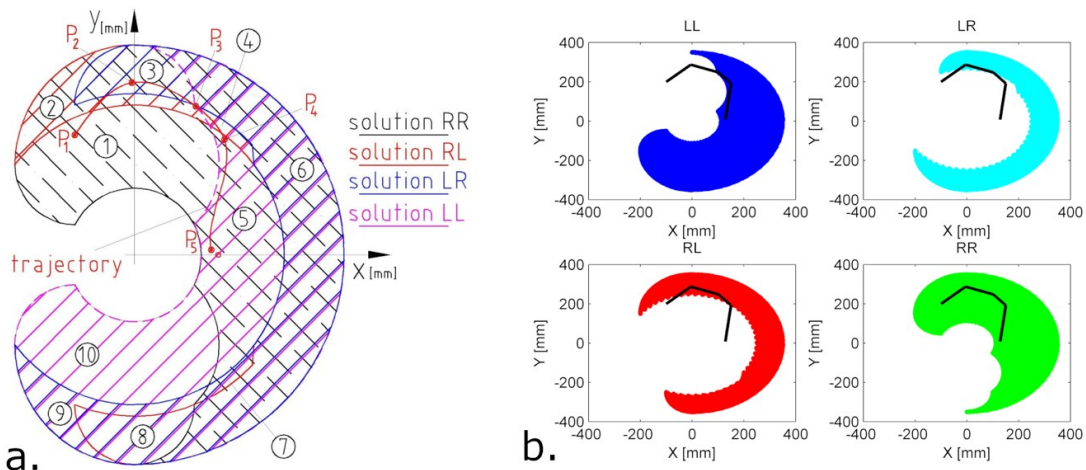 y[mm]
P2
P3
④
③
②
P4
P1
①
⑥
solution RR
solution RL
solution LR
solution LL
⑤
P5
X [mm]
trajectory
⑩
⑨
⑧
⑦
a.
LL
400
200
0
-200
-400
-400 -200 0 200 400
Y [mm]
X [mm]
LR
400
200
0
-200
-400
-400 -200 0 200 400
Y [mm]
X [mm]
RL
400
200
0
-200
-400
-400 -200 0 200 400
Y [mm]
X [mm]
RR
400
200
0
-200
-400
-400 -200 0 200 400
Y [mm]
X [mm]
b.